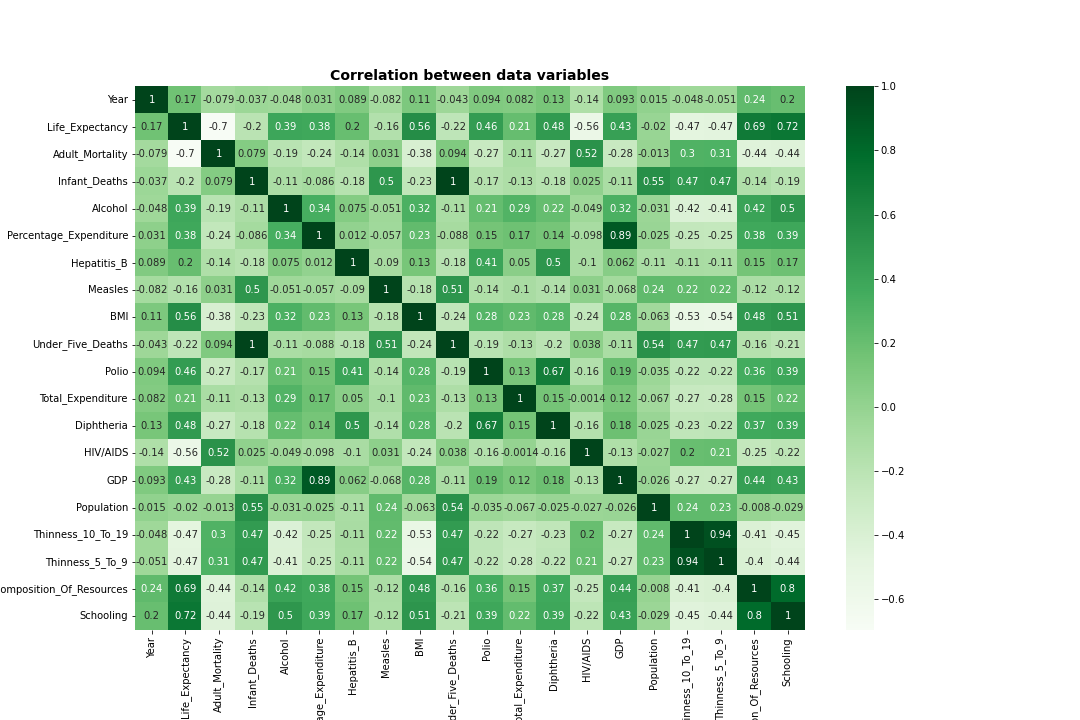 Correlation between data variables
Year 1 0.17 -0.079 -0.037 -0.048 0.031 0.089 -0.082 0.11 -0.043 0.094 0.082 0.13 -0.14 0.093 0.015 -0.048 -0.051 0.24 0.2
Life_Expectancy 0.17 1 -0.7 -0.2 0.39 0.38 0.2 -0.16 0.56 -0.22 0.46 0.21 0.48 -0.56 0.43 -0.02 -0.47 -0.47 0.69 0.72
Adult_Mortality -0.079 -0.7 1 0.079 -0.19 -0.24 -0.14 0.031 -0.38 0.094 -0.27 -0.11 -0.27 0.52 -0.28 -0.013 0.3 0.31 -0.44 -0.44
Infant_Deaths -0.037 -0.2 0.079 1 -0.11 -0.086 -0.18 0.5 -0.23 1 -0.17 -0.13 -0.18 0.025 -0.11 0.55 0.47 0.47 -0.14 -0.19
Alcohol -0.048 0.39 -0.19 -0.11 1 0.34 0.075 -0.051 0.32 -0.11 0.21 0.29 0.22 -0.049 0.32 -0.031 -0.42 -0.41 0.42 0.5
Percentage_Expenditure 0.031 0.38 -0.24 -0.086 0.34 1 0.012 -0.057 0.23 -0.088 0.15 0.17 0.14 -0.098 0.89 -0.025 -0.25 -0.25 0.38 0.39
Hepatitis_B 0.089 0.2 -0.14 -0.18 0.075 0.012 1 -0.09 0.13 -0.18 0.41 0.05 0.5 -0.1 0.062 -0.11 -0.11 -0.11 0.15 0.17
Measles -0.082 -0.16 0.031 0.5 -0.051 -0.057 -0.09 1 -0.18 0.51 -0.14 -0.1 -0.14 0.031 -0.068 0.24 0.22 0.22 -0.12 -0.12
BMI 0.11 0.56 -0.38 -0.23 0.32 0.23 0.13 -0.18 1 -0.24 0.28 0.23 0.28 -0.24 0.28 -0.063 -0.53 -0.54 0.48 0.51
Under_Five_Deaths -0.043 -0.22 0.094 1 -0.11 -0.088 -0.18 0.51 -0.24 1 -0.19 -0.13 -0.2 0.038 -0.11 0.54 0.47 0.47 -0.16 -0.21
Polio 0.094 0.46 -0.27 -0.17 0.21 0.15 0.41 -0.14 0.28 -0.19 1 0.13 0.67 -0.16 0.19 -0.035 -0.22 -0.22 0.36 0.39
Total_Expenditure 0.082 0.21 -0.11 -0.13 0.29 0.17 0.05 -0.1 0.23 -0.13 0.13 1 0.15 -0.0014 0.12 -0.067 -0.27 -0.28 0.15 0.22
Diphtheria 0.13 0.48 -0.27 -0.18 0.22 0.14 0.5 -0.14 0.28 -0.2 0.67 0.15 1 -0.16 0.18 -0.025 -0.23 -0.22 0.37 0.39
HIV/AIDS -0.14 -0.56 0.52 0.025 -0.049 -0.098 -0.1 0.031 -0.24 0.038 -0.16 -0.0014 -0.16 1 -0.13 -0.027 0.2 0.21 -0.25 -0.22
GDP 0.093 0.43 -0.28 -0.11 0.32 0.89 0.062 -0.068 0.28 -0.11 0.19 0.12 0.18 -0.13 1 -0.026 -0.27 -0.27 0.44 0.43
Population 0.015 -0.02 -0.013 0.55 -0.031 -0.025 -0.11 0.24 -0.063 0.54 -0.035 -0.067 -0.025 -0.027 -0.026 1 0.24 0.23 -0.008 -0.029
Thinness_10_To_19 -0.048 -0.47 0.3 0.47 -0.42 -0.25 -0.11 0.22 -0.53 0.47 -0.22 -0.27 -0.23 0.2 -0.27 0.24 1 0.94 -0.41 -0.45
Thinness_5_To_9 -0.051 -0.47 0.31 0.47 -0.41 -0.25 -0.11 0.22 -0.54 0.47 -0.22 -0.28 -0.22 0.21 -0.27 0.23 0.94 1 -0.4 -0.44
omposition_Of_Resources 0.24 0.69 -0.44 -0.14 0.42 0.38 0.15 -0.12 0.48 -0.16 0.36 0.15 0.37 -0.25 0.44 -0.008 -0.41 -0.4 1 0.8
Schooling 0.2 0.72 -0.44 -0.19 0.5 0.39 0.17 -0.12 0.51 -0.21 0.39 0.22 0.39 -0.22 0.43 -0.029 -0.45 -0.44 0.8 1
Year
Life_Expectancy
Adult_Mortality
Infant_Deaths
Alcohol
age_Expenditure
Hepatitis_B
Measles
BMI
der_Five_Deaths
Polio
otal_Expenditure
Diphtheria
HIV/AIDS
GDP
Population
inness_10_To_19
Thinness_5_To_9
on_Of_Resources
Schooling
1.0
0.8
0.6
0.4
0.2
0.0
−0.2
−0.4
−0.6